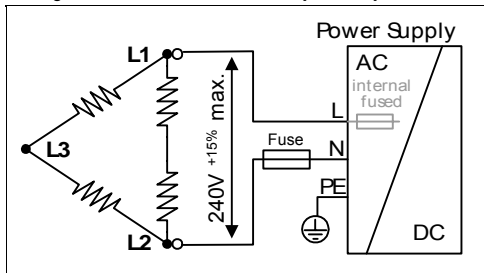 Power Supply
L1
AC
internal
fused
L
240V +15% max.
Fuse
N
L3
PE
L2
DC